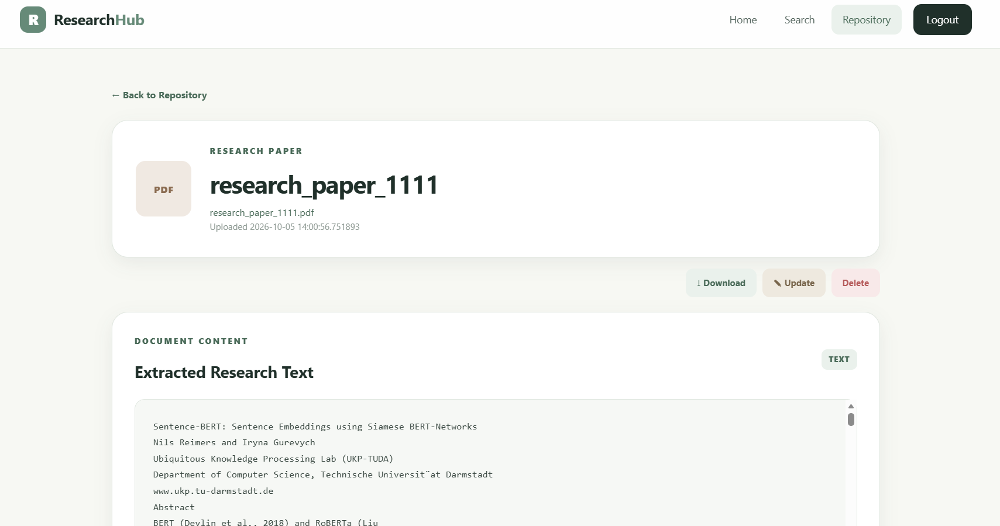 R ResearchHub
Home Search Repository Logout
← Back to Repository
RESEARCH PAPER
PDF
research_paper_1111
research_paper_1111.pdf
Uploaded 2026-10-05 14:00:56.751893
↓ Download ✎ Update Delete
DOCUMENT CONTENT
TEXT
Extracted Research Text
Sentence-BERT: Sentence Embeddings using Siamese BERT-Networks
Nils Reimers and Iryna Gurevych
Ubiquitous Knowledge Processing Lab (UKP-TUDA)
Department of Computer Science, Technische Universit¨at Darmstadt
www.ukp.tu-darmstadt.de
Abstract
BERT (Devlin et al., 2018) and RoBERTa (Liu